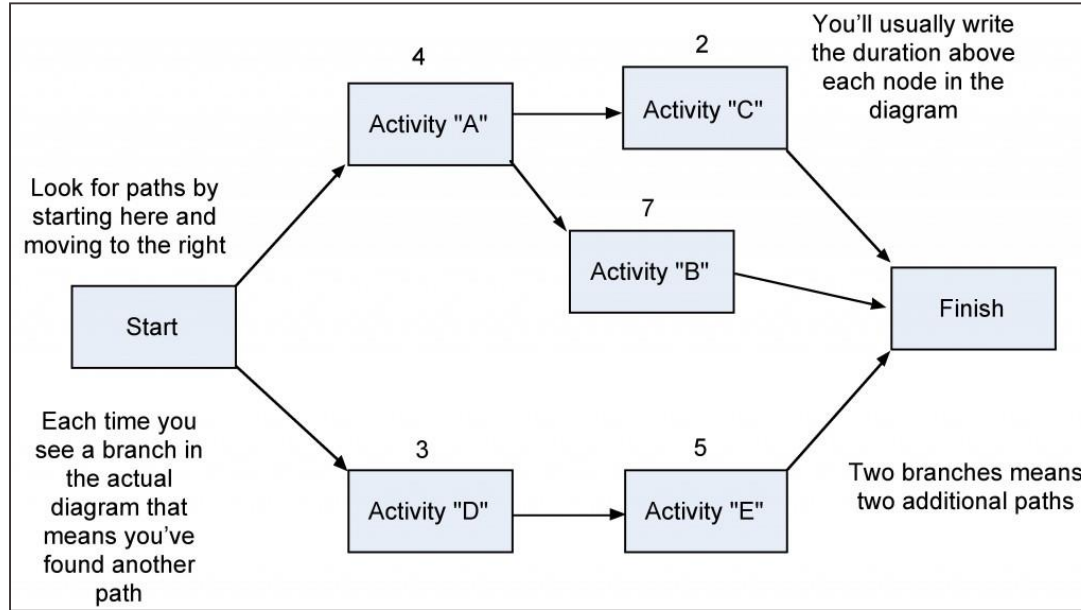 You'll usually write
the duration above
each node in the
diagram
4
2
Activity "A"
Activity "C"
Look for paths by
starting here and
moving to the right
7
Activity "B"
Start
Finish
Each time you
see a branch in
the actual
diagram that
means you've
found another
path
3
5
Activity "D"
Activity "E"
Two branches means
two additional paths